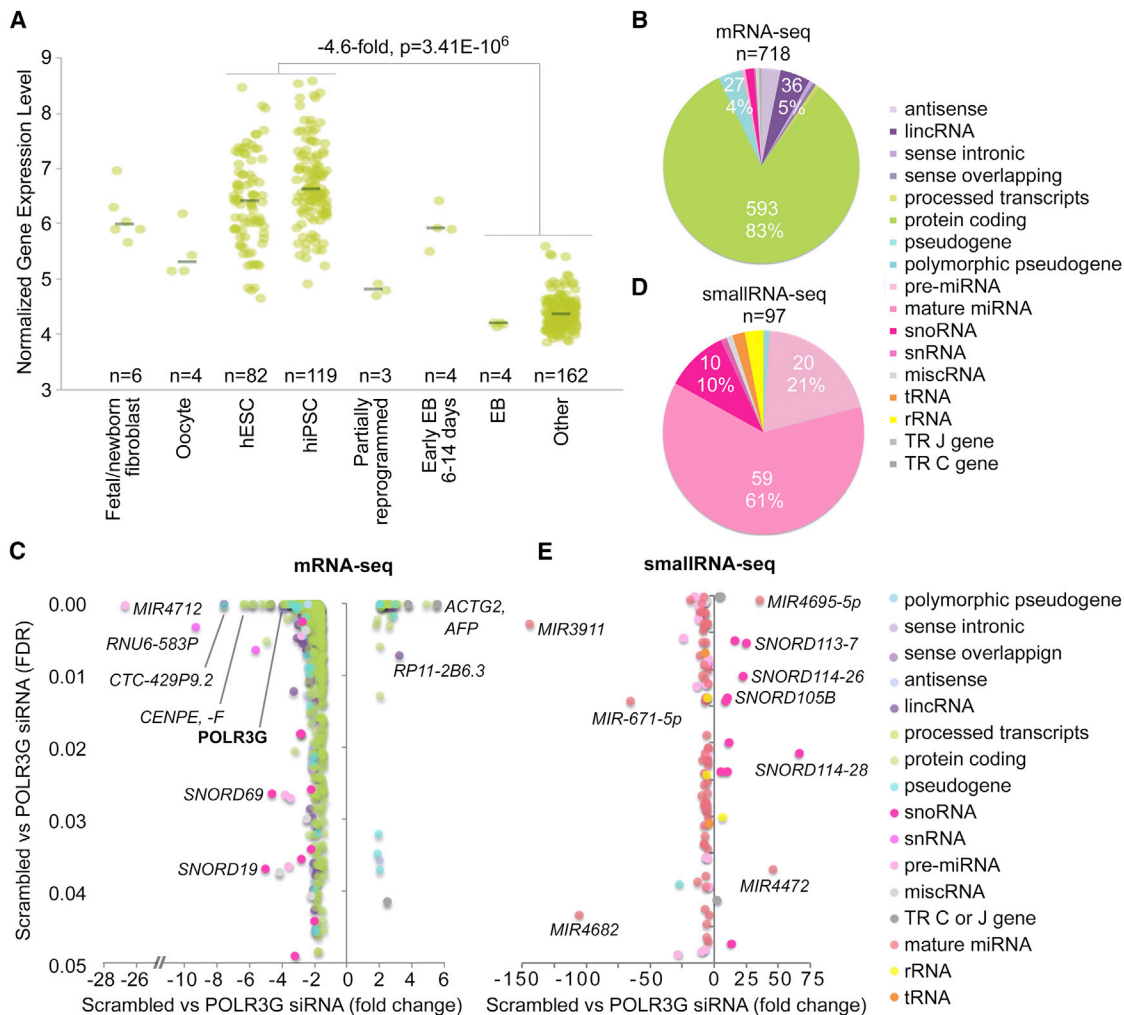 A
-4.6-fold, p=3.41E-10⁶
Normalized Gene Expression Level
9
8
7
6
5
4
3
n=6
n=4
n=82
n=119
n=3
n=4
n=4
n=162
Fetal/newborn
fibroblast
Oocyte
hESC
hiPSC
Partially
reprogrammed
Early EB
6-14 days
EB
Other
B
mRNA-seq
n=718
27
4%
36
5%
593
83%
D
smallRNA-seq
n=97
10
10%
20
21%
59
61%
antisense
lincRNA
sense intronic
sense overlapping
processed transcripts
protein coding
pseudogene
polymorphic pseudogene
pre-miRNA
mature miRNA
snoRNA
snRNA
miscRNA
tRNA
rRNA
TR J gene
TR C gene
C
mRNA-seq
Scrambled vs POLR3G siRNA (FDR)
0.00
0.01
0.02
0.03
0.04
0.05
MIR4712
RNU6-583P
CTC-429P9.2
CENPE, -F
POLR3G
SNORD69
SNORD19
ACTG2,
AFP
RP11-2B6.3
-28 -26 // -10 -8 -6 -4 -2 0 2 4 6
Scrambled vs POLR3G siRNA (fold change)
E
smallRNA-seq
MIR4695-5p
MIR3911
SNORD113-7
SNORD114-26
SNORD105B
MIR-671-5p
SNORD114-28
MIR4472
MIR4682
-150 -100 -50 -25 0 25 50 75
Scrambled vs POLR3G siRNA (fold change)
polymorphic pseudogene
sense intronic
sense overlappign
antisense
lincRNA
processed transcripts
protein coding
pseudogene
snoRNA
snRNA
pre-miRNA
miscRNA
TR C or J gene
mature miRNA
rRNA
tRNA